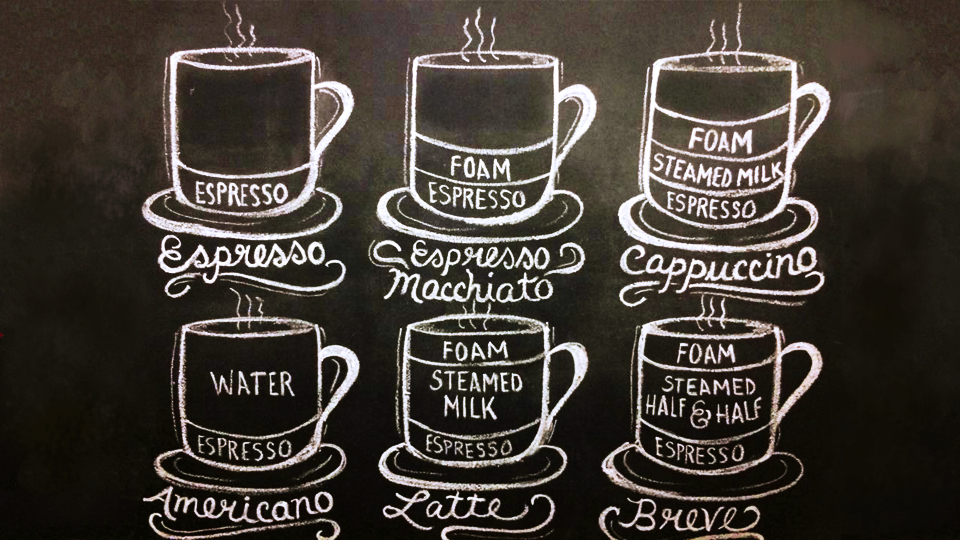 ESPRESSO
Espresso
FOAM
ESPRESSO
Espresso
Macchiato
FOAM
STEAMED MILK
ESPRESSO
Cappuccino
WATER
ESPRESSO
Americano
FOAM
STEAMED
MILK
ESPRESSO
Latte
FOAM
STEAMED
HALF & HALF
ESPRESSO
Breve